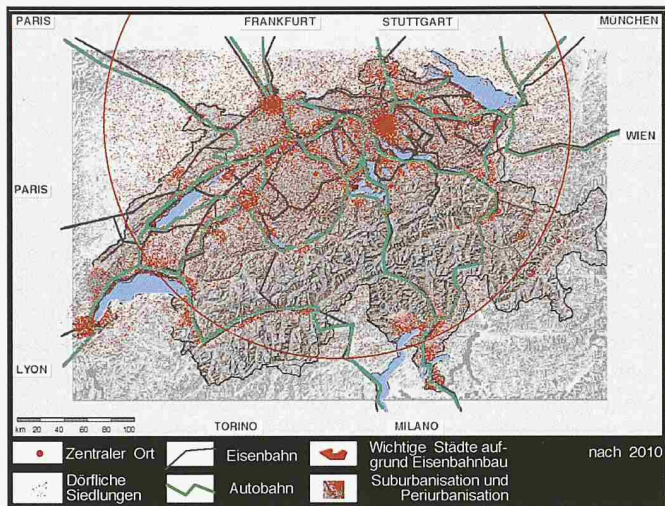 PARIS FRANKFURT STUTTGART MÜNCHEN
WIEN
PARIS
LYON
km 20 40 60 80 100
TORINO MILANO
Zentraler Ort
Eisenbahn
Wichtige Städte auf-
grund Eisenbahnbau
nach 2010
Dörfliche
Siedlungen
Autobahn
Suburbanisation und
Periurbanisation